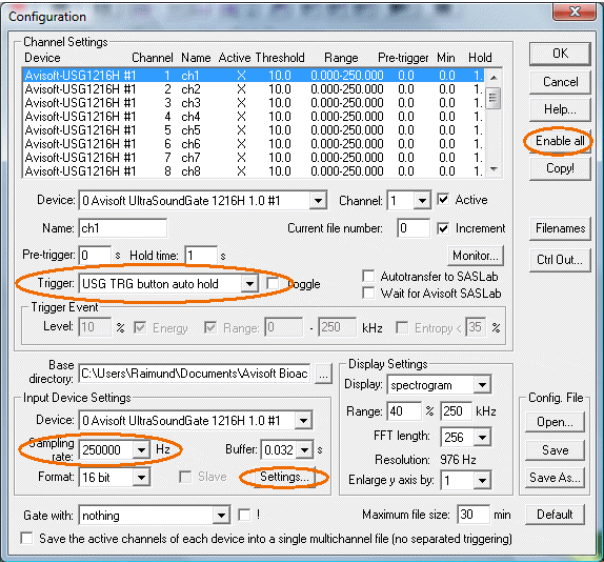 Configuration
Channel Settings
Device Channel Name Active Threshold Range Pre-trigger Min Hold
Avisoft-USG1216H #1 1 ch1 X 10.0 0.000-250.000 0.0 0.0 1.
Avisoft-USG1216H #1 2 ch2 X 10.0 0.000-250.000 0.0 0.0 1.
Avisoft-USG1216H #1 3 ch3 X 10.0 0.000-250.000 0.0 0.0 1.
Avisoft-USG1216H #1 4 ch4 X 10.0 0.000-250.000 0.0 0.0 1.
Avisoft-USG1216H #1 5 ch5 X 10.0 0.000-250.000 0.0 0.0 1.
Avisoft-USG1216H #1 6 ch6 X 10.0 0.000-250.000 0.0 0.0 1.
Avisoft-USG1216H #1 7 ch7 X 10.0 0.000-250.000 0.0 0.0 1.
Avisoft-USG1216H #1 8 ch8 X 10.0 0.000-250.000 0.0 0.0 1.
OK
Cancel
Help...
Enable all
Copy!
Device: 0 Avisoft UltraSoundGate 1216H 1.0 #1 Channel: 1 Active
Name: ch1 Current file number: 0 Increment
Filenames
Pre-trigger: 0 s Hold time: 1 s Monitor...
Ctrl Out...
Trigger: USG TRG button auto hold Toggle
Autotransfer to SASLab
Wait for Avisoft SASLab
Trigger Event
Level: 10 % Energy Range: 0 - 250 kHz Entropy < 35 %
Base directory: C:\Users\Raimund\Documents\Avisoft Bioac ...
Input Device Settings
Device: 0 Avisoft UltraSoundGate 1216H 1.0 #1
Sampling rate: 250000 Hz Buffer: 0.032 s
Format: 16 bit Slave Settings...
Display Settings
Display: spectrogram
Range: 40 % 250 kHz
FFT length: 256
Resolution: 976 Hz
Enlarge y axis by: 1
Config. File
Open...
Save
Save As...
Gate with: nothing ! Maximum file size: 30 min
Default
Save the active channels of each device into a single multichannel file (no separated triggering)